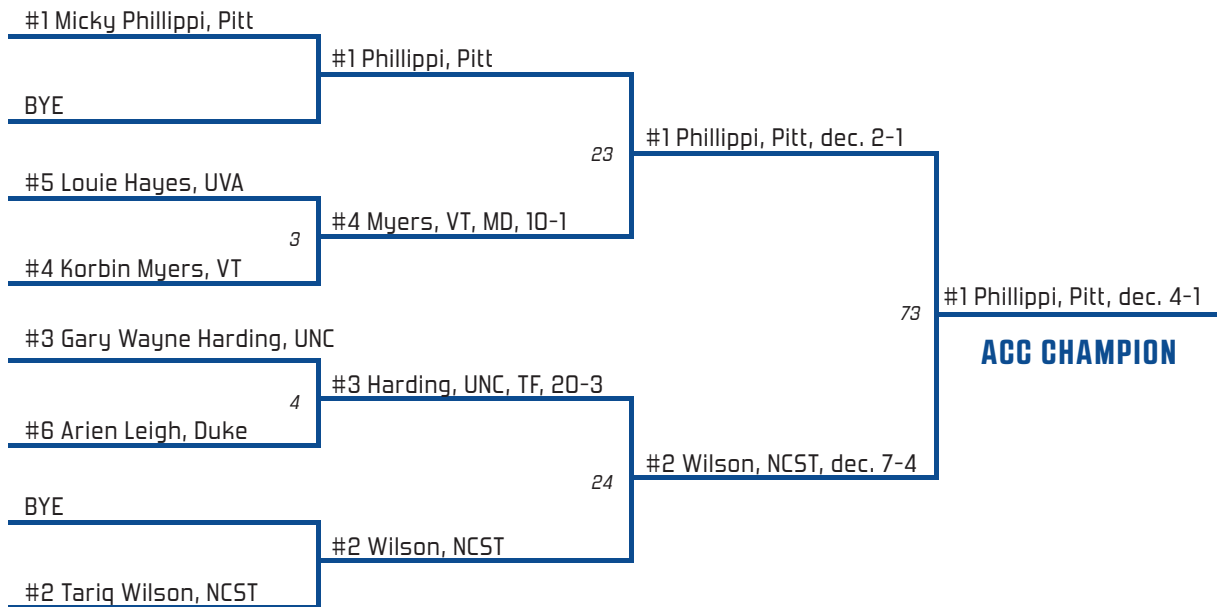 #1 Micky Phillippi, Pitt
#1 Phillippi, Pitt
BYE
23
#1 Phillippi, Pitt, dec. 2-1
#5 Louie Hayes, UVA
3
#4 Myers, VT, MD, 10-1
#4 Korbin Myers, VT
73
#1 Phillippi, Pitt, dec. 4-1
ACC CHAMPION
#3 Gary Wayne Harding, UNC
4
#3 Harding, UNC, TF, 20-3
#6 Arien Leigh, Duke
24
#2 Wilson, NCST, dec. 7-4
BYE
#2 Wilson, NCST
#2 Tariq Wilson, NCST